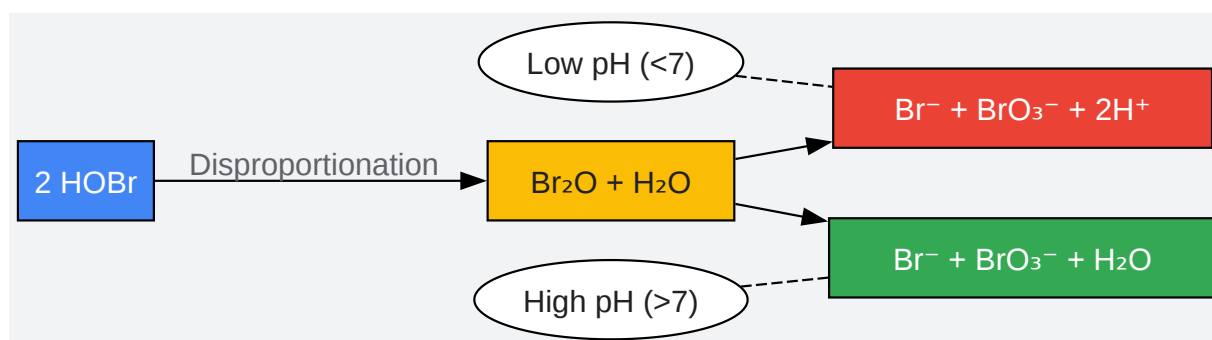 Low pH (<7)
Br⁻ + BrO₃⁻ + 2H⁺
2 HOBr
Disproportionation
Br₂O + H₂O
Br⁻ + BrO₃⁻ + H₂O
High pH (>7)